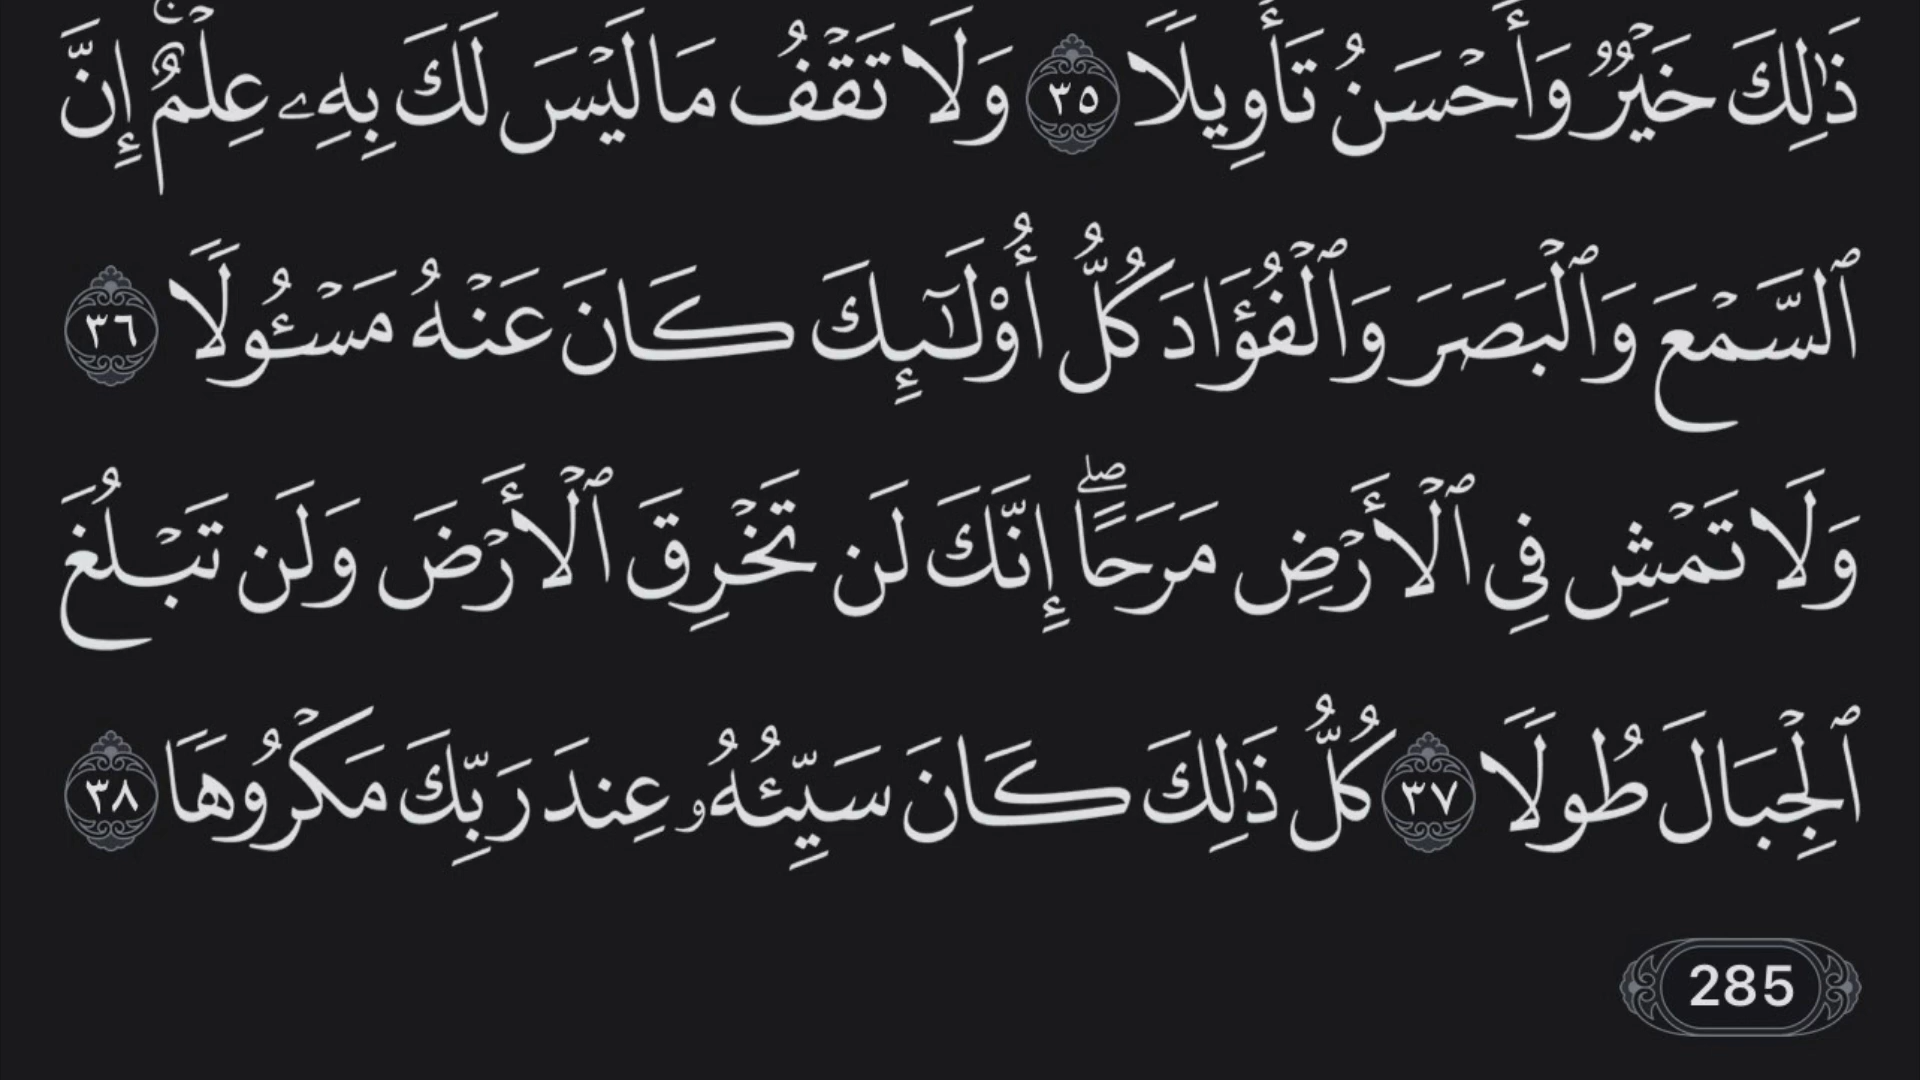 ذَٰلِكَ خَيۡرٞ وَأَحۡسَنُ تَأۡوِيلٗا ٣٥ وَلَا تَقۡفُ مَا لَيۡسَ لَكَ بِهِۦ عِلۡمٌۚ إِنَّ
ٱلسَّمۡعَ وَٱلۡبَصَرَ وَٱلۡفُؤَادَ كُلُّ أُوْلَٰٓئِكَ كَانَ عَنۡهُ مَسۡـُٔولٗا ٣٦
وَلَا تَمۡشِ فِي ٱلۡأَرۡضِ مَرَحًاۖ إِنَّكَ لَن تَخۡرِقَ ٱلۡأَرۡضَ وَلَن تَبۡلُغَ
ٱلۡجِبَالَ طُولٗا ٣٧ كُلُّ ذَٰلِكَ كَانَ سَيِّئُهُۥ عِندَ رَبِّكَ مَكۡرُوهٗا ٣٨
285